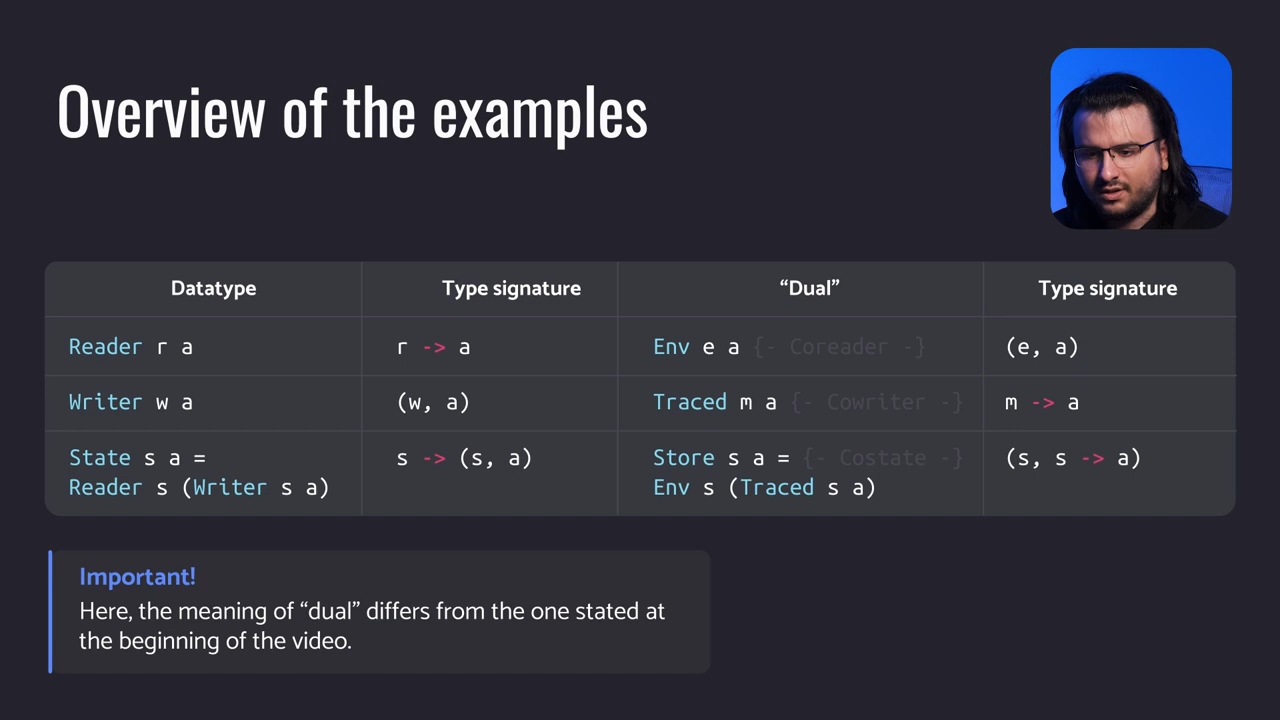 Overview of the examples
Datatype Type signature “Dual” Type signature
Reader r a r -> a Env e a {- Coreader -} (e, a)
Writer w a (w, a) Traced m a {- Cowriter -} m -> a
State s a = s -> (s, a) Store s a = {- Costate -} (s, s -> a)
Reader s (Writer s a) Env s (Traced s a)
Important!
Here, the meaning of “dual” differs from the one stated at
the beginning of the video.